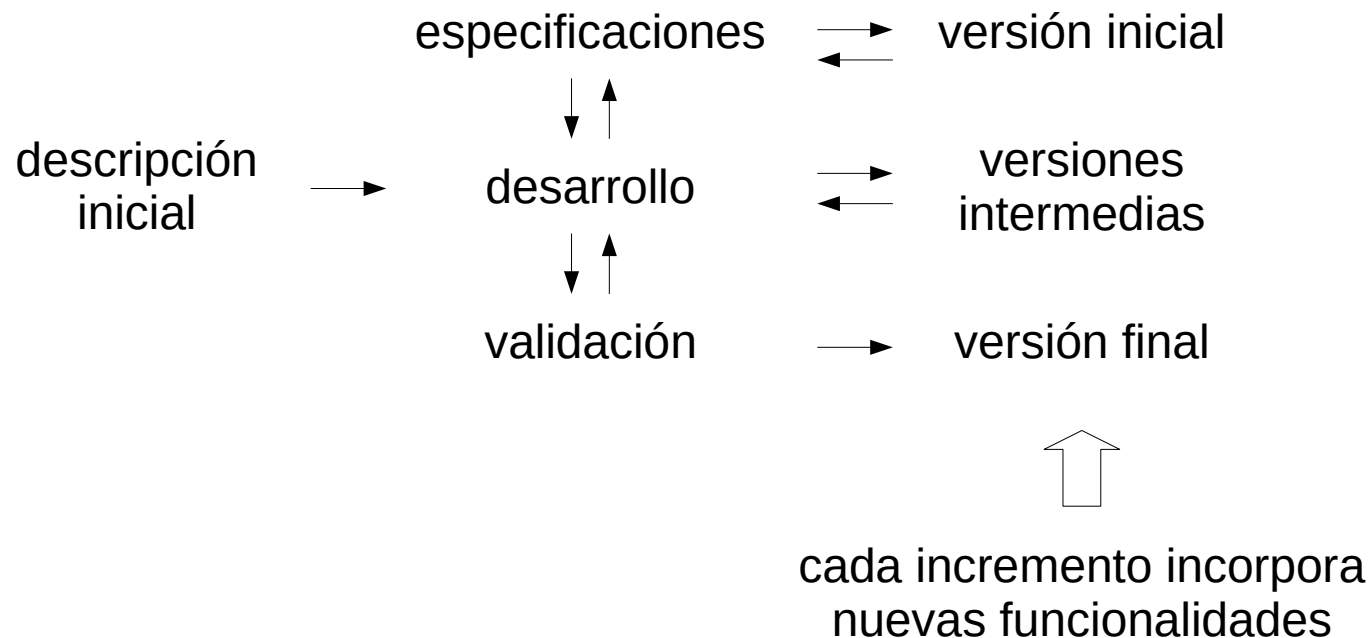 especificaciones
versión inicial
descripción
inicial
desarrollo
versiones
intermedias
validación
versión final
cada incremento incorpora
nuevas funcionalidades